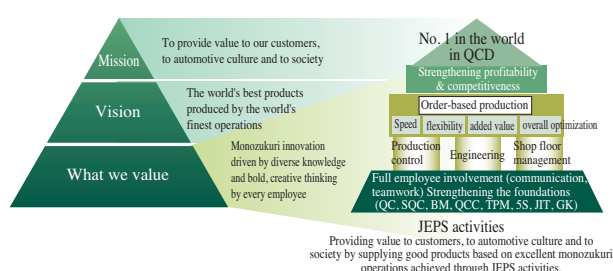 Mission
To provide value to our customers,
to automotive culture and to society
Vision
The world's best products
produced by the world's
finest operations
What we value
Monozukuri innovation
driven by diverse knowledge
and bold, creative thinking
by every employee
No. 1 in the world
in QCD
Strengthening profitability
& competitiveness
Order-based production
Speed flexibility added value overall optimization
Production
control
Engineering
Shop floor
management
Full employee involvement (communication,
teamwork) Strengthening the foundations
(QC, SQC, BM, QCC, TPM, 5S, JIT, GK)
JEPS activities
Providing value to customers, to automotive culture and to
society by supplying good products based on excellent monozukuri
operations achieved through JEPS activities.